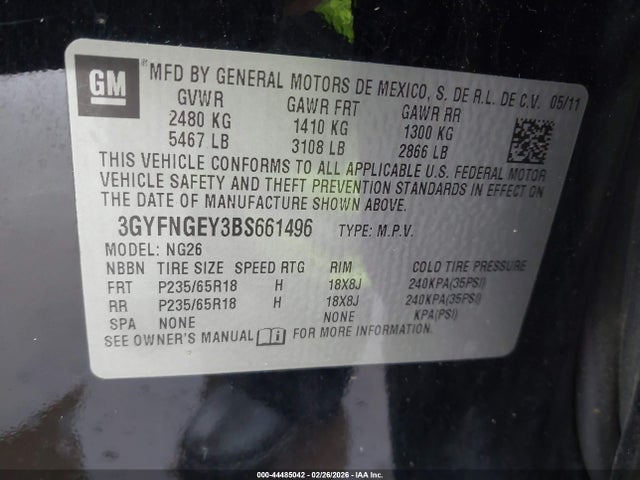 GM
MFD BY GENERAL MOTORS DE MEXICO, S. DE R.L. DE C.V. 05/11
GVWR GAWR FRT GAWR RR
2480 KG 1410 KG 1300 KG
5467 LB 3108 LB 2866 LB
THIS VEHICLE CONFORMS TO ALL APPLICABLE U.S. FEDERAL MOTOR
VEHICLE SAFETY AND THEFT PREVENTION STANDARDS IN EFFECT ON
THE DATE OF MANUFACTURE SHOWN ABOVE.
3GYFNGEY3BS661496 TYPE: M.P.V.
MODEL: NG26
NBBN TIRE SIZE SPEED RTG RIM COLD TIRE PRESSURE
FRT P235/65R18 H 18X8J 240KPA(35PSI)
RR P235/65R18 H 18X8J 240KPA(35PSI)
SPA NONE NONE KPA(PSI)
SEE OWNER'S MANUAL FOR MORE INFORMATION.
000-44485042 02/26/2026 - © IAA Inc.